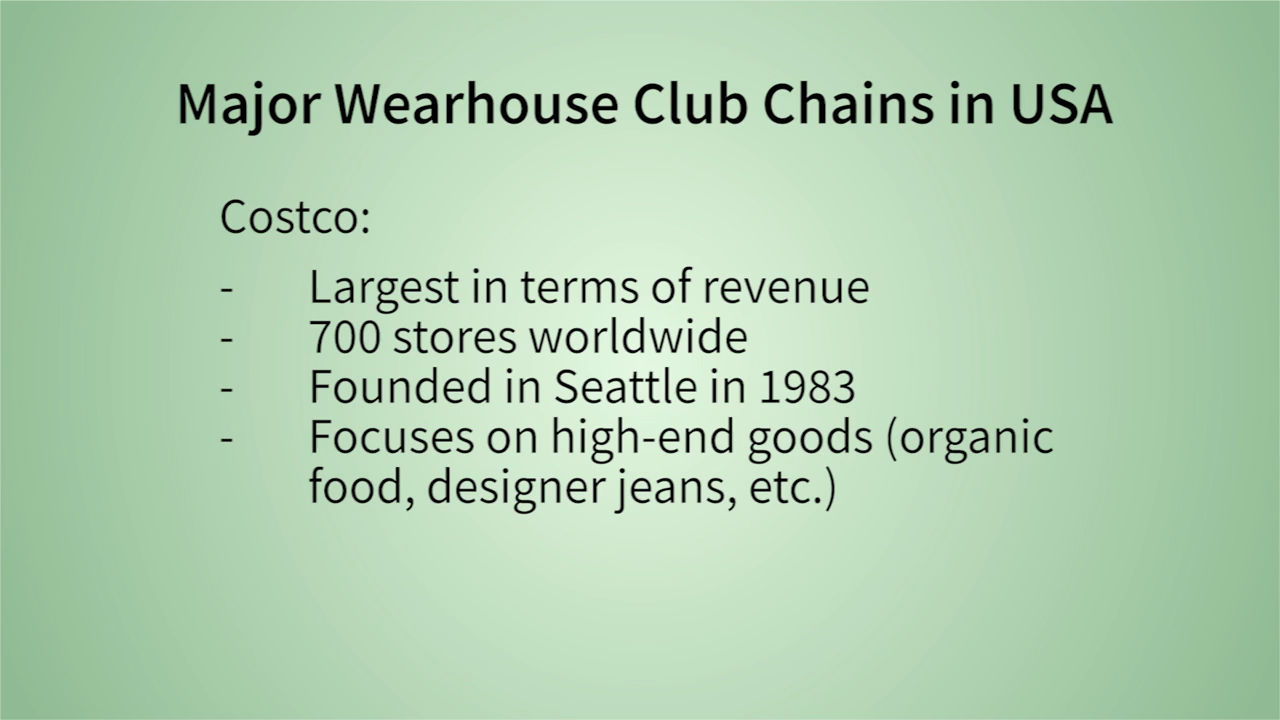 Major Wearhouse Club Chains in USA
Costco:
- Largest in terms of revenue
- 700 stores worldwide
- Founded in Seattle in 1983
- Focuses on high-end goods (organic
food, designer jeans, etc.)